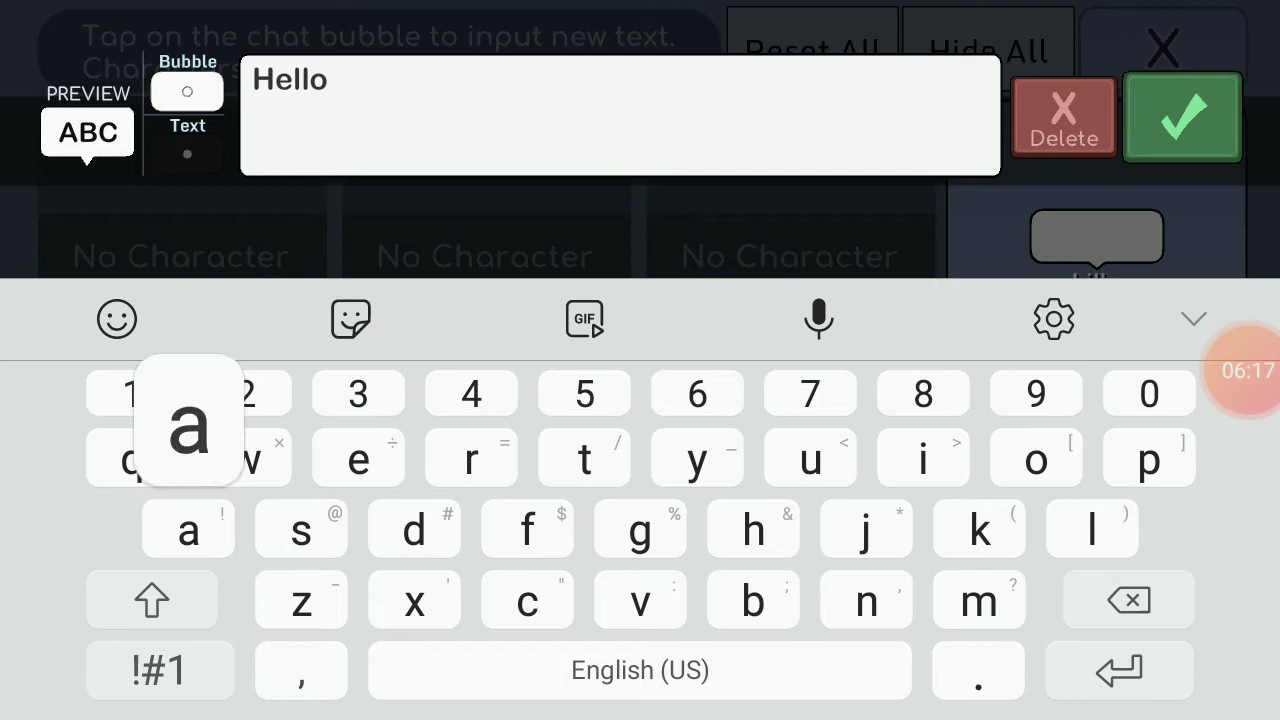 Tap on the chat bubble to input new text.
Reset All
Hide All
X
Bubble
PREVIEW
ABC
Text
Hello
X
Delete
No Character
No Character
No Character
GIF
06:17
1 2 3 4 5 6 7 8 9 0
a
q w × e ÷ r = t / y _ u < i > o [ p ]
a ! s @ d # f $ g % h & j * k ( l )
z - x ' c " v : b ; n , m ?
!#1 , English (US) .